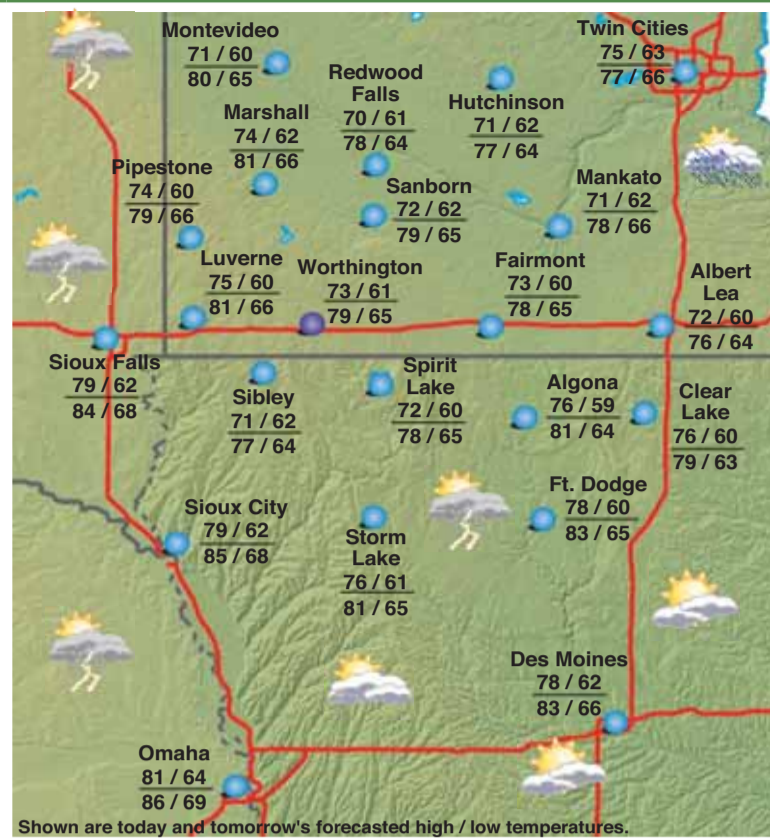 Montevideo
71 / 60
80 / 65
Twin Cities
75 / 63
77 / 66
Redwood
Falls
70 / 61
78 / 64
Hutchinson
71 / 62
77 / 64
Marshall
74 / 62
81 / 66
Pipestone
74 / 60
79 / 66
Sanborn
72 / 62
79 / 65
Mankato
71 / 62
78 / 66
Luverne
75 / 60
81 / 66
Worthington
73 / 61
79 / 65
Fairmont
73 / 60
78 / 65
Albert
Lea
72 / 60
76 / 64
Sioux Falls
79 / 62
84 / 68
Sibley
71 / 62
77 / 64
Spirit
Lake
72 / 60
78 / 65
Algona
76 / 59
81 / 64
Clear
Lake
76 / 60
79 / 63
Sioux City
79 / 62
85 / 68
Storm
Lake
76 / 61
81 / 65
Ft. Dodge
78 / 60
83 / 65
Des Moines
78 / 62
83 / 66
Omaha
81 / 64
86 / 69
Shown are today and tomorrow's forecasted high / low temperatures.